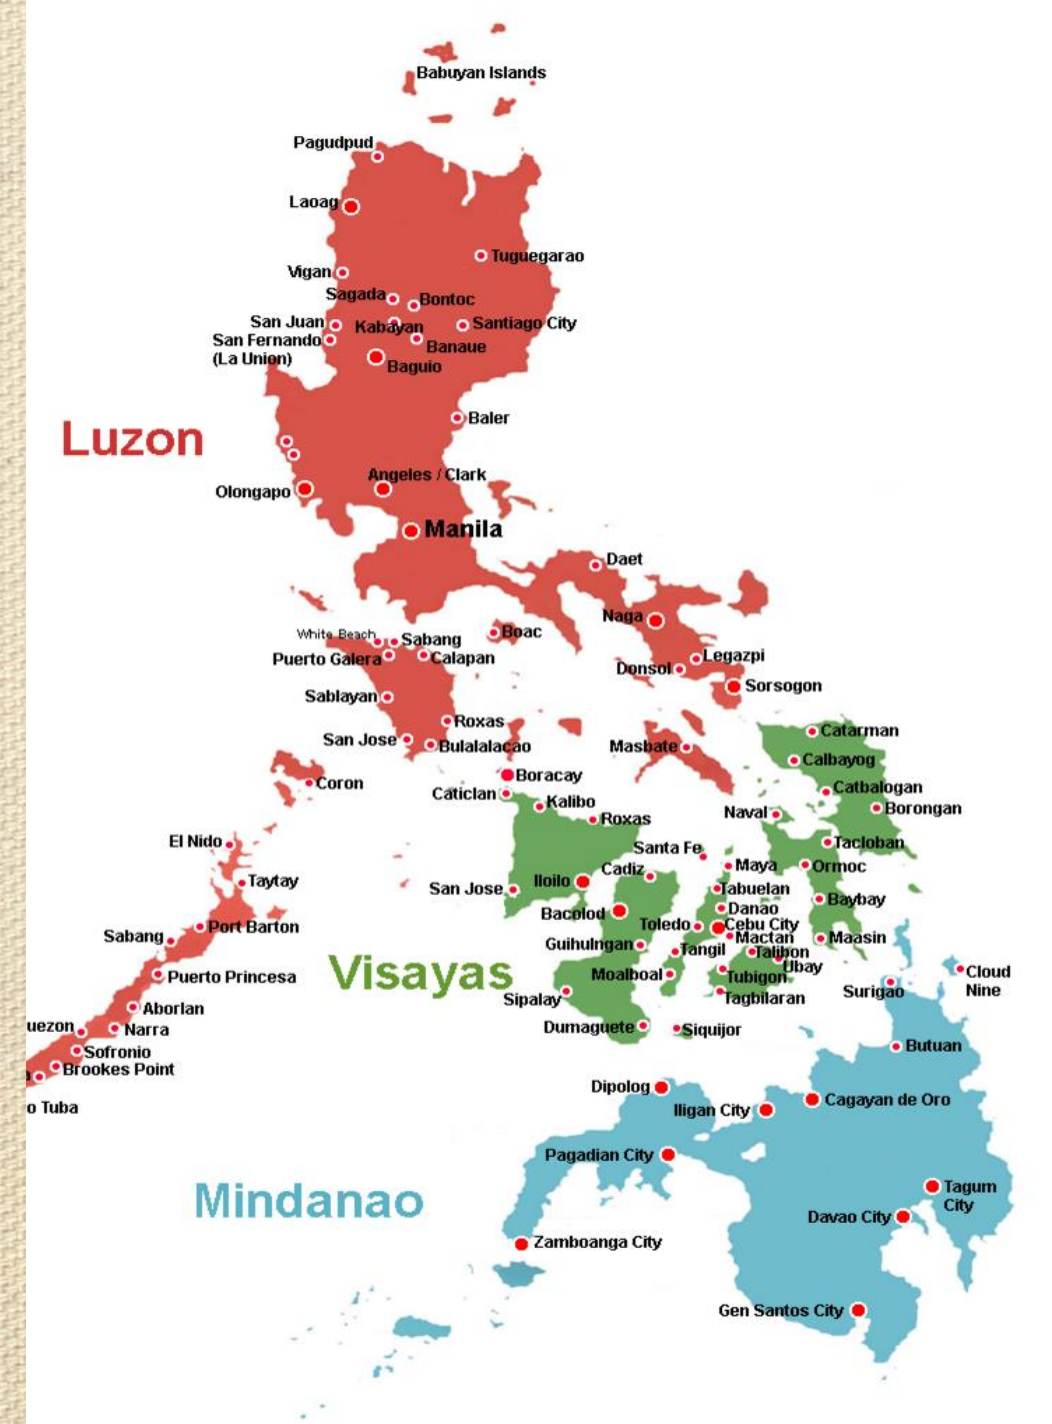 Babuyan Islands
Pagudpud
Laoag
Tuguegarao
Vigan
Sagada
Bontoc
San Juan
Kabayan
Santiago City
San Fernando
(La Union)
Banaue
Baguio
Baler
Luzon
Angeles / Clark
Olongapo
Manila
Daet
Naga
White Beach
Sabang
Boac
Puerto Galera
Calapan
Legazpi
Donsol
Sablayan
Sorsogon
Roxas
San Jose
Bulalalacao
Masbate
Catarman
Calbayog
Coron
Boracay
Caticlan
Kalibo
Catbalogan
Borongan
Roxas
Naval
El Nido
Santa Fe
Tacloban
Maya
Ormoc
Cadiz
Taytay
San Jose
Iloilo
Tabuelan
Baybay
Bacolod
Danao
Port Barton
Toledo
Cebu City
Sabang
Mactan
Maasin
Guihulngan
Tangil
Talibon
Ubay
Visayas
Puerto Princesa
Moalboal
Tubigon
Cloud
Nine
Surigao
Sipalay
Tagbilaran
Aborlan
uezon
Narra
Dumaguete
Siquijor
Sofronio
Butuan
Brookes Point
o Tuba
Dipolog
Iligan City
Cagayan de Oro
Pagadian City
Mindanao
Tagum
City
Davao City
Zamboanga City
Gen Santos City